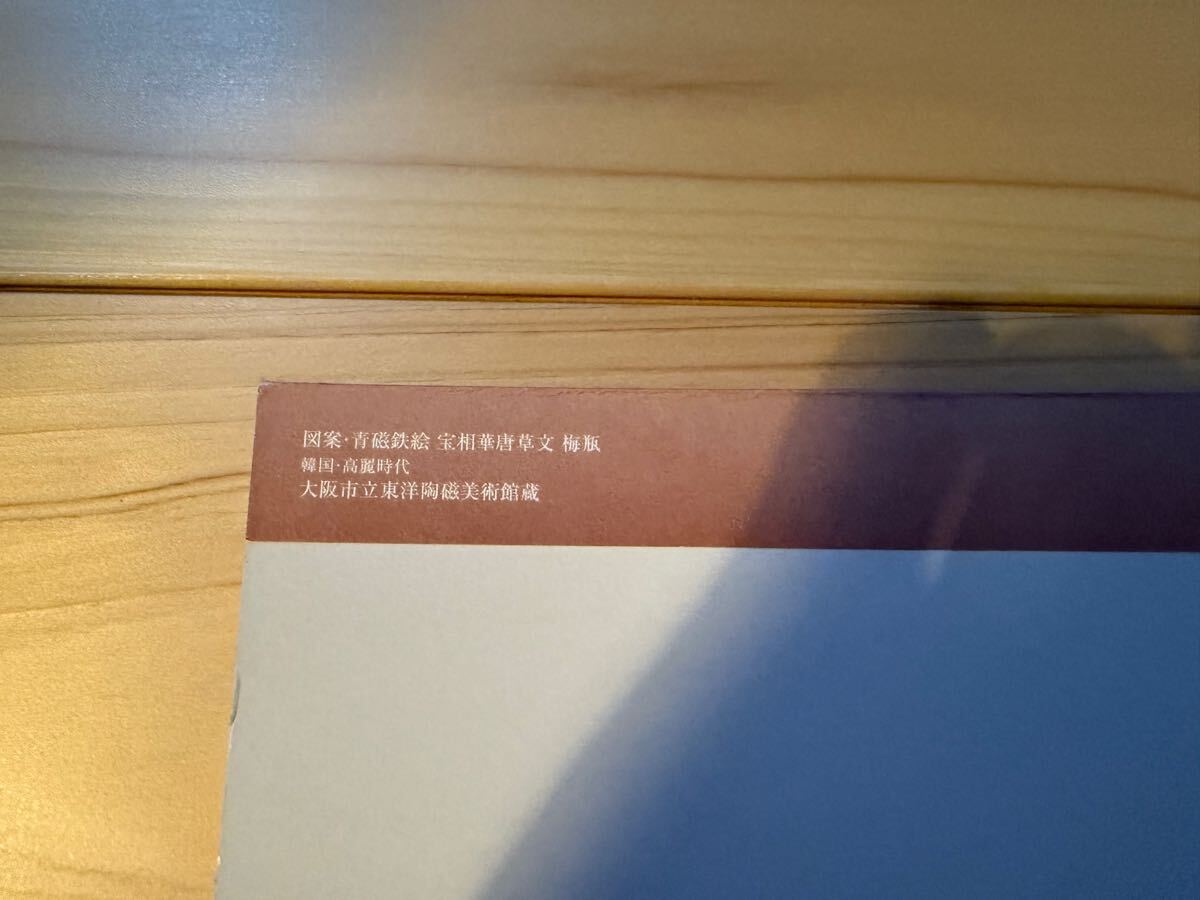 図案·青磁鉄絵 宝相華唐草文 梅瓶
韓国·高麗時代
大阪市立東洋陶磁美術館蔵